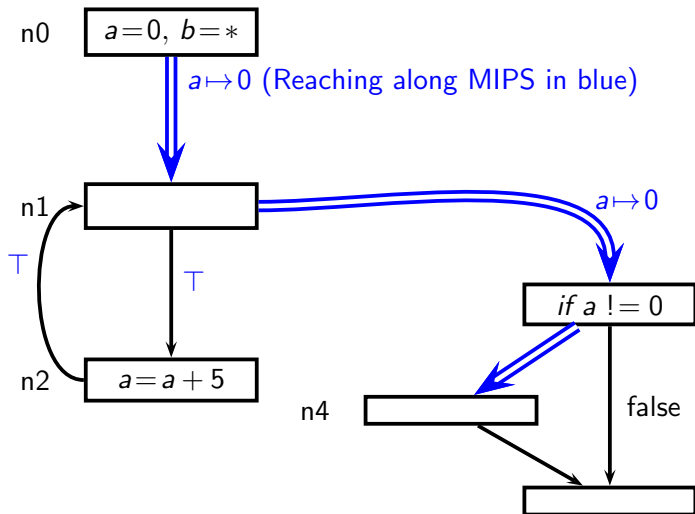 n0
a=0, b=*
a↦0 (Reaching along MIPS in blue)
n1
a↦0
⊤
⊤
if a != 0
n2
a=a+5
n4
false